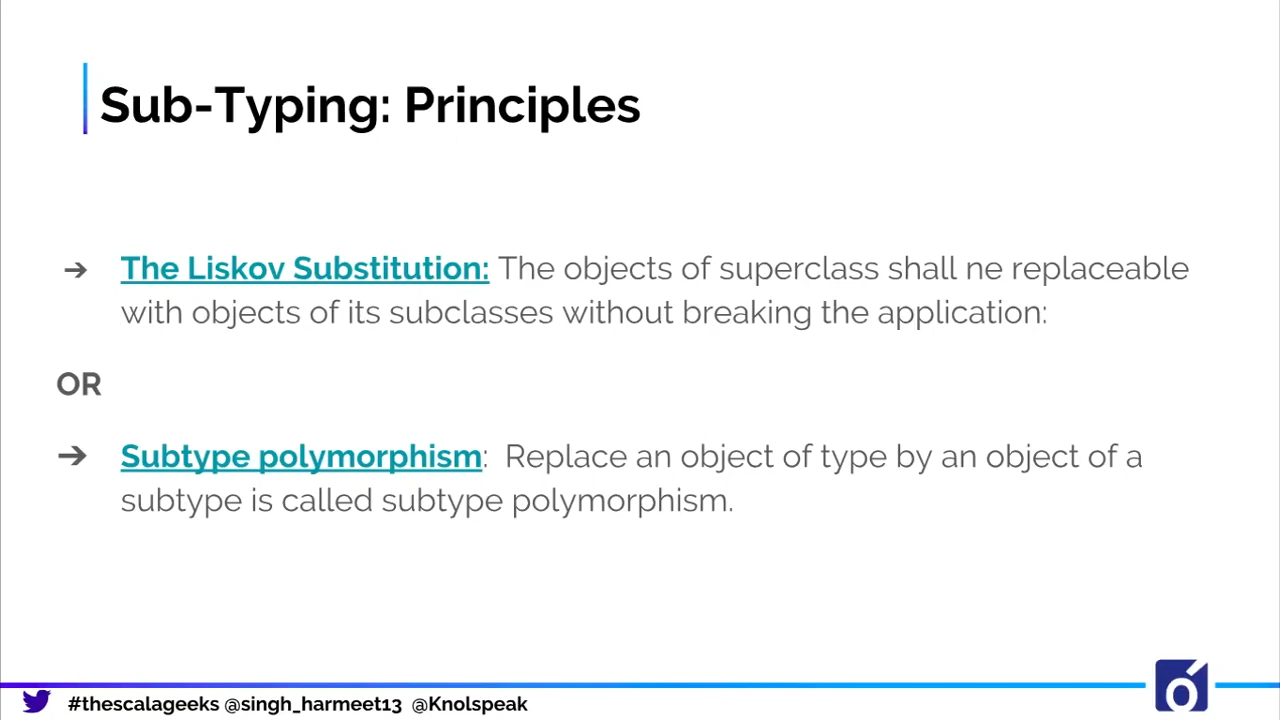 Sub-Typing: Principles
➔ The Liskov Substitution: The objects of superclass shall ne replaceable
with objects of its subclasses without breaking the application:
OR
➔ Subtype polymorphism: Replace an object of type by an object of a
subtype is called subtype polymorphism.
#thescalageeks @singh_harmeet13 @Knolspeak